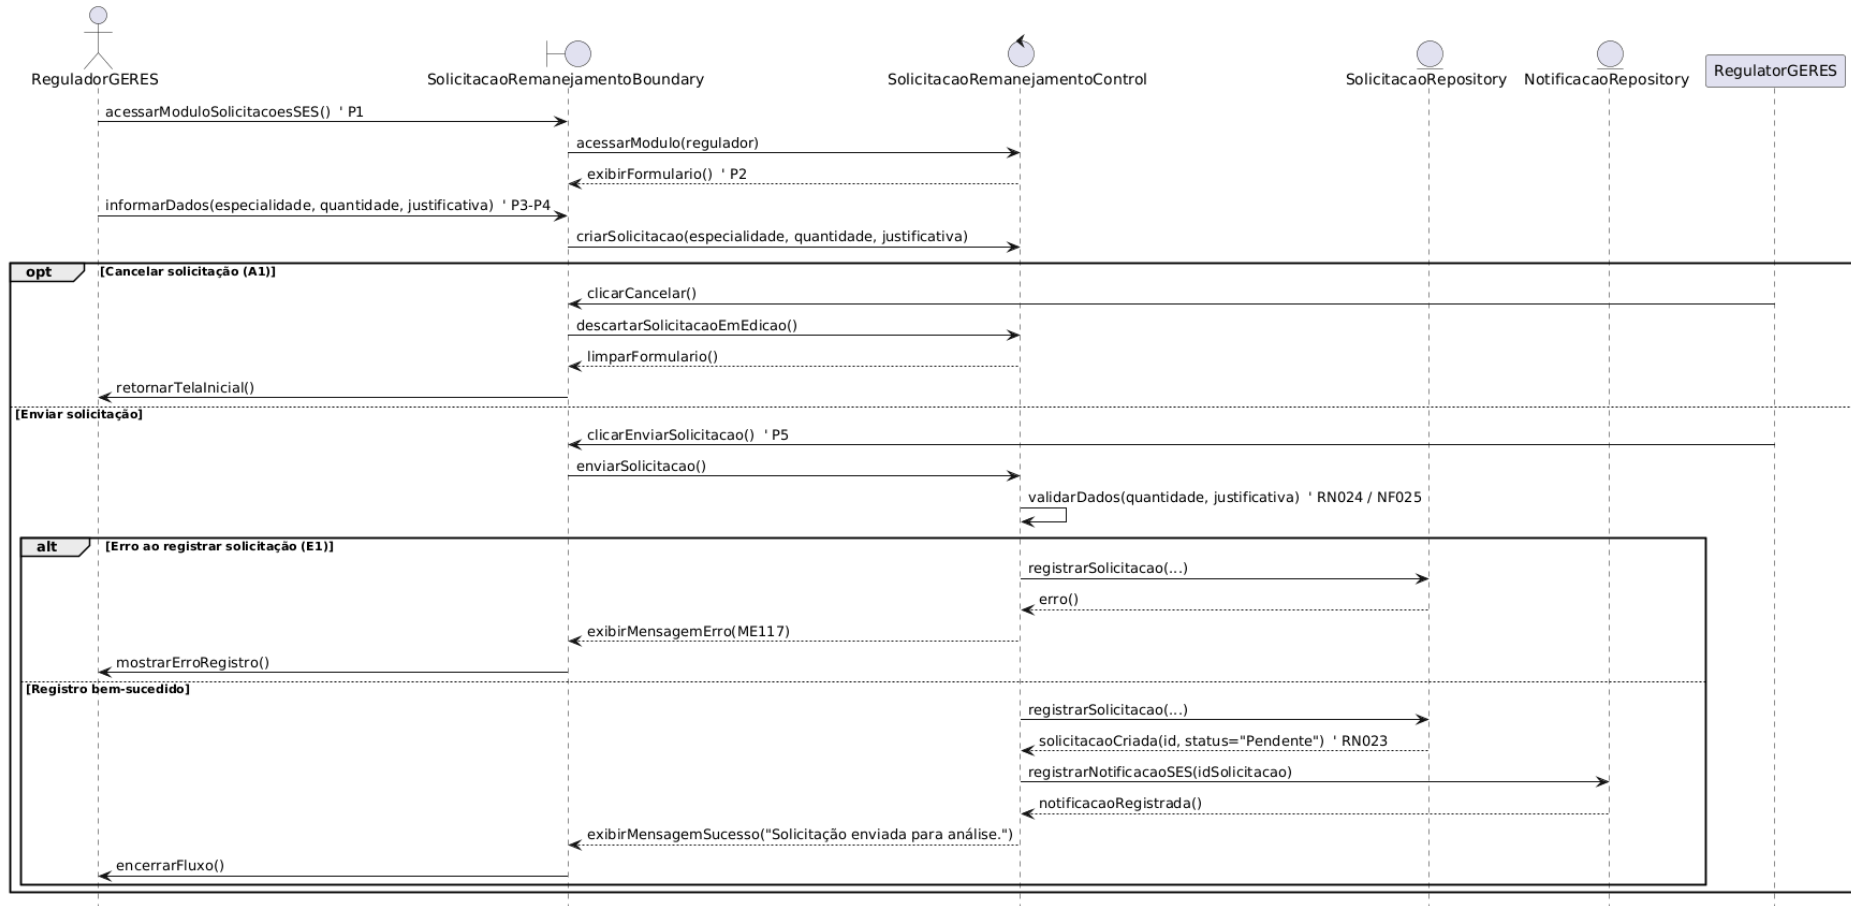 ReguladorGERES
SolicitacaoRemanejamentoBoundary
SolicitacaoRemanejamentoControl
SolicitacaoRepository
NotificacaoRepository
RegulatorGERES
acessarModuloSolicitacoesSES()  ' P1
acessarModulo(regulador)
exibirFormulario()  ' P2
informarDados(especialidade, quantidade, justificativa)  ' P3-P4
criarSolicitacao(especialidade, quantidade, justificativa)
opt [Cancelar solicitação (A1)]
clicarCancelar()
descartarSolicitacaoEmEdicao()
limparFormulario()
retornarTelaInicial()
[Enviar solicitação]
clicarEnviarSolicitacao()  ' P5
enviarSolicitacao()
validarDados(quantidade, justificativa)  ' RN024 / NF025
alt [Erro ao registrar solicitação (E1)]
registrarSolicitacao(...)
erro()
exibirMensagemErro(ME117)
mostrarErroRegistro()
[Registro bem-sucedido]
registrarSolicitacao(...)
solicitacaoCriada(id, status="Pendente")  ' RN023
registrarNotificacaoSES(idSolicitacao)
notificacaoRegistrada()
exibirMensagemSucesso("Solicitação enviada para análise.")
encerrarFluxo()